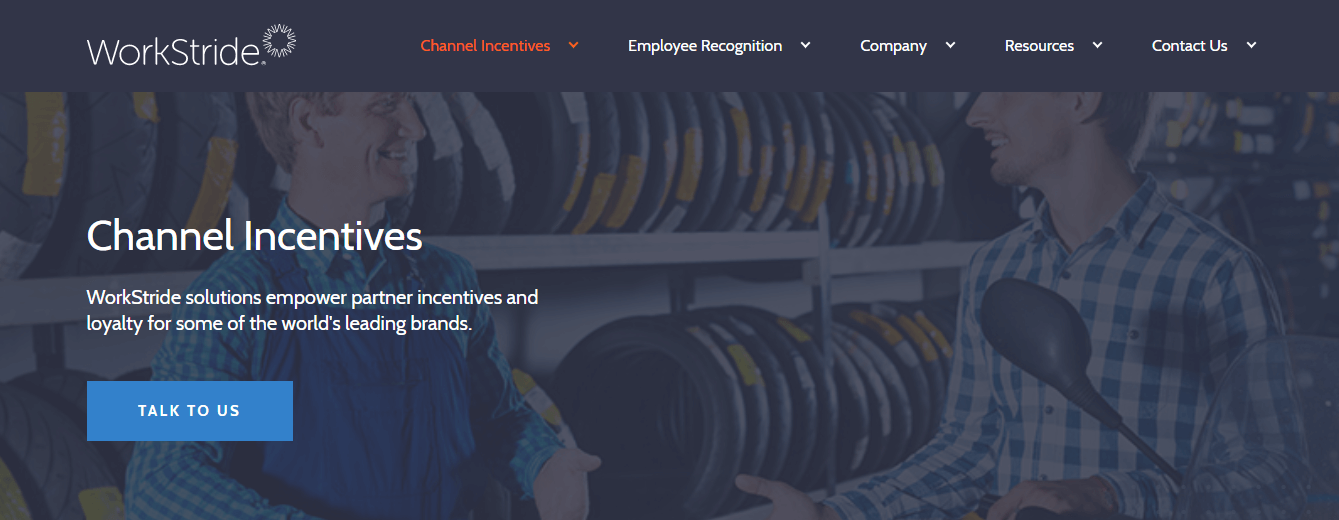 WorkStride®
Channel Incentives
Employee Recognition
Company
Resources
Contact Us
Channel Incentives
WorkStride solutions empower partner incentives and
loyalty for some of the world's leading brands.
TALK TO US